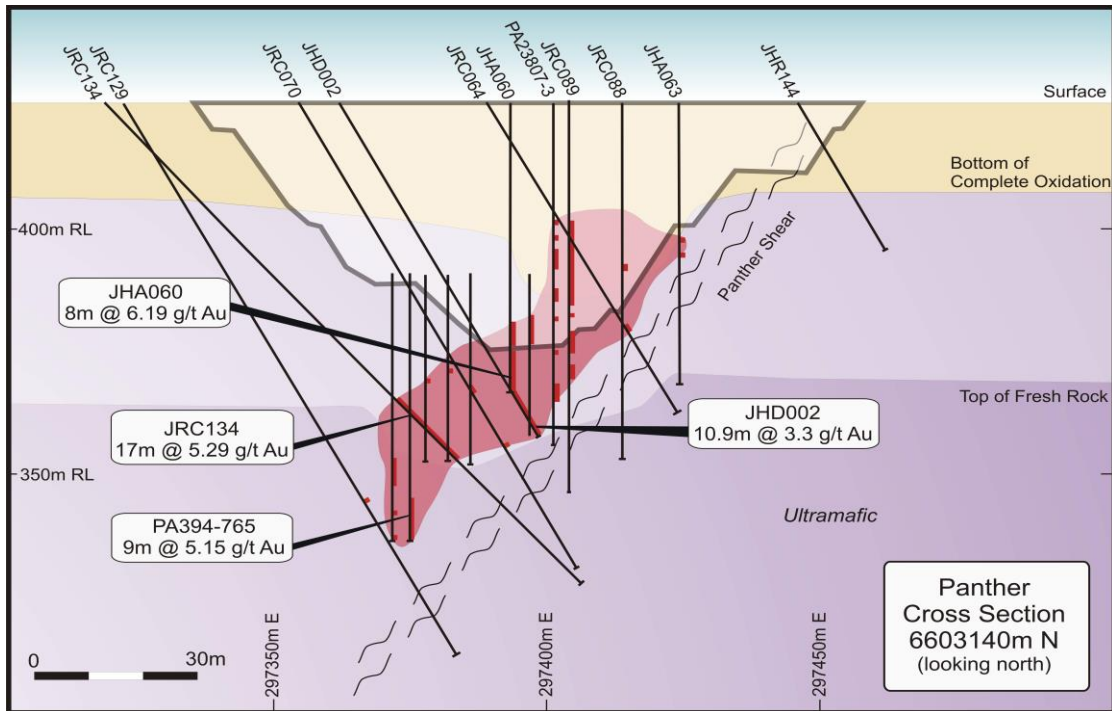 JRC134
JRC129
JRC070
JHD002
JRC064
JHA060
PA23807-3
JRC089
JRC088
JHA063
JHR144
Surface
Bottom of
Complete Oxidation
400m RL
Panther Shear
JHA060
8m @ 6.19 g/t Au
Top of Fresh Rock
JRC134
17m @ 5.29 g/t Au
JHD002
10.9m @ 3.3 g/t Au
350m RL
PA394-765
9m @ 5.15 g/t Au
Ultramafic
Panther
Cross Section
6603140m N
(looking north)
0 30m
297350m E
297400m E
297450m E